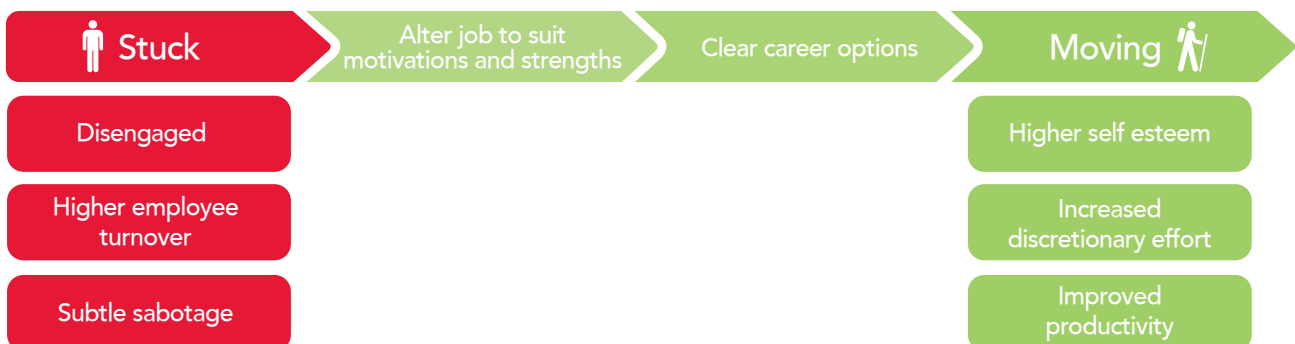 Stuck
Alter job to suit
motivations and strengths
Clear career options
Moving
Disengaged
Higher employee
turnover
Subtle sabotage
Higher self esteem
Increased
discretionary effort
Improved
productivity